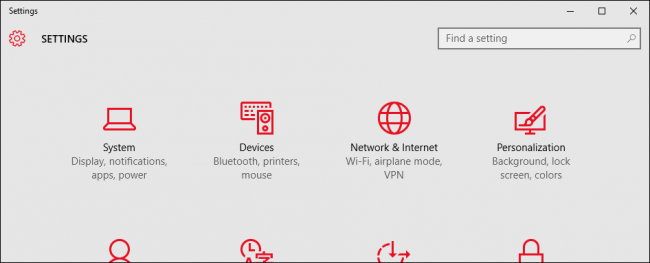 Settings
SETTINGS
Find a setting
System
Display, notifications,
apps, power
Devices
Bluetooth, printers,
mouse
Network & Internet
Wi-Fi, airplane mode,
VPN
Personalization
Background, lock
screen, colors